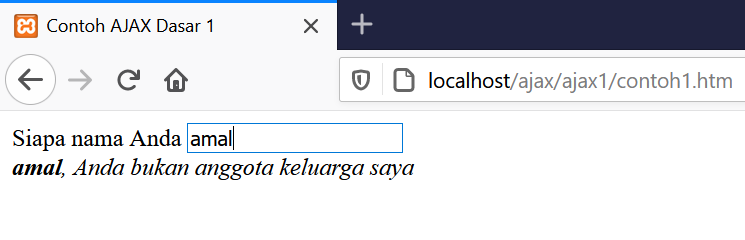 Contoh AJAX Dasar 1
localhost/ajax/ajax1/contoh1.htm
Siapa nama Anda amal
amal, Anda bukan anggota keluarga saya